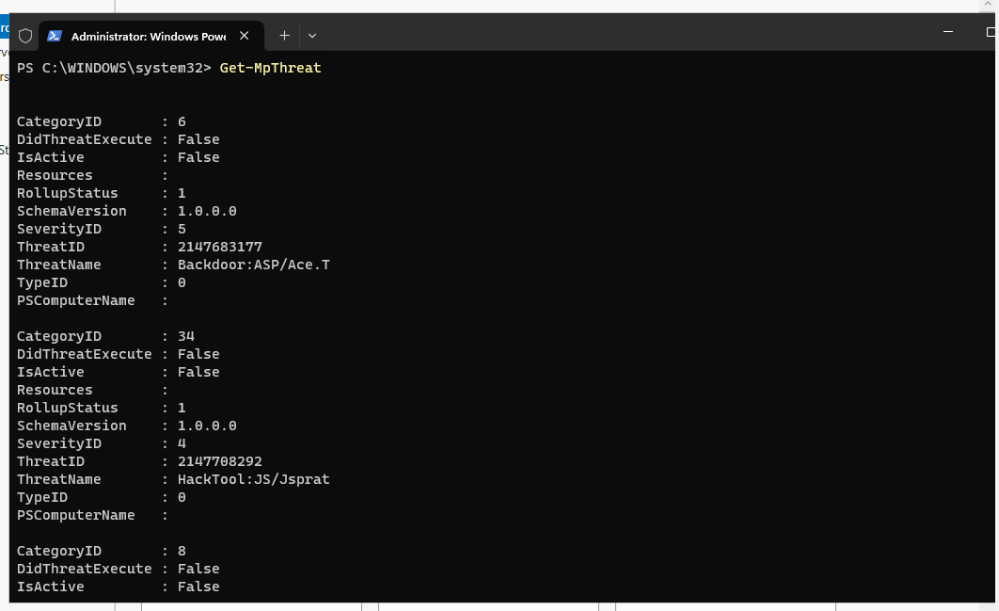 Administrator: Windows Powe
PS C:\WINDOWS\system32> Get-MpThreat
CategoryID : 6
DidThreatExecute : False
IsActive : False
Resources :
RollupStatus : 1
SchemaVersion : 1.0.0.0
SeverityID : 5
ThreatID : 2147683177
ThreatName : Backdoor:ASP/Ace.T
TypeID : 0
PSComputerName :
CategoryID : 34
DidThreatExecute : False
IsActive : False
Resources :
RollupStatus : 1
SchemaVersion : 1.0.0.0
SeverityID : 4
ThreatID : 2147708292
ThreatName : HackTool:JS/Jsprat
TypeID : 0
PSComputerName :
CategoryID : 8
DidThreatExecute : False
IsActive : False